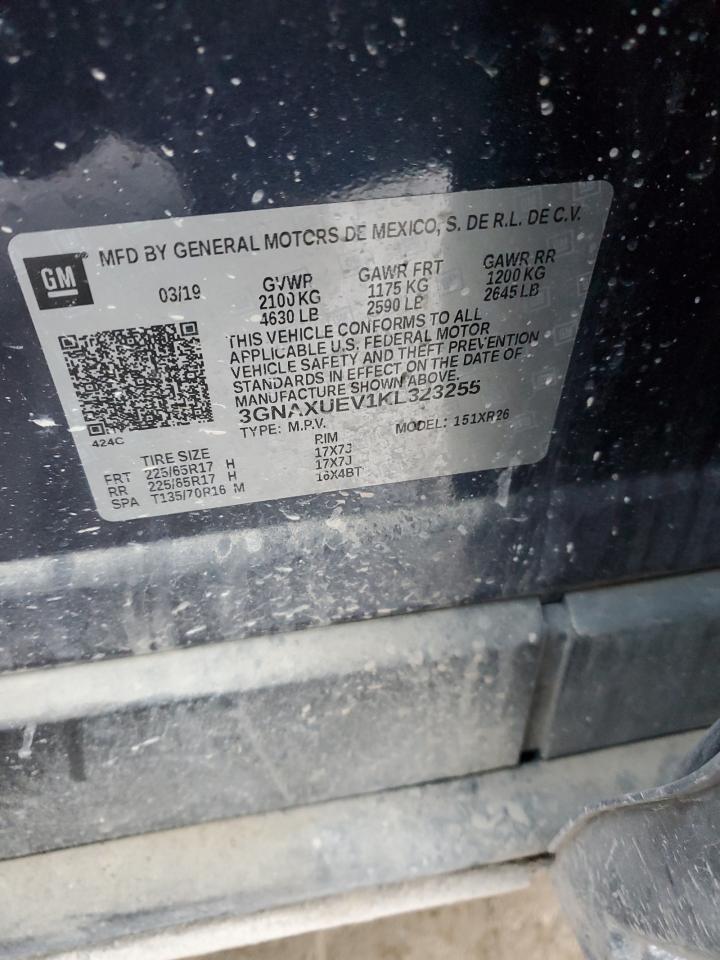 MFD BY GENERAL MOTORS DE MEXICO, S. DE R.L. DE C.V.
GM
03/19 GVWR GAWR FRT GAWR RR
2100 KG 1175 KG 1200 KG
4630 LB 2590 LB 2645 LB
THIS VEHICLE CONFORMS TO ALL
APPLICABLE U.S. FEDERAL MOTOR
VEHICLE SAFETY AND THEFT PREVENTION
STANDARDS IN EFFECT ON THE DATE OF
MANUFACTURE SHOWN ABOVE.
3GNAXUEV1KL323255
424C
TYPE: M.P.V. MODEL: 151XR26
TIRE SIZE RIM
FRT 225/65R17 H 17X7J
RR 225/65R17 H 17X7J
SPA T135/70R16 M 16X4BT